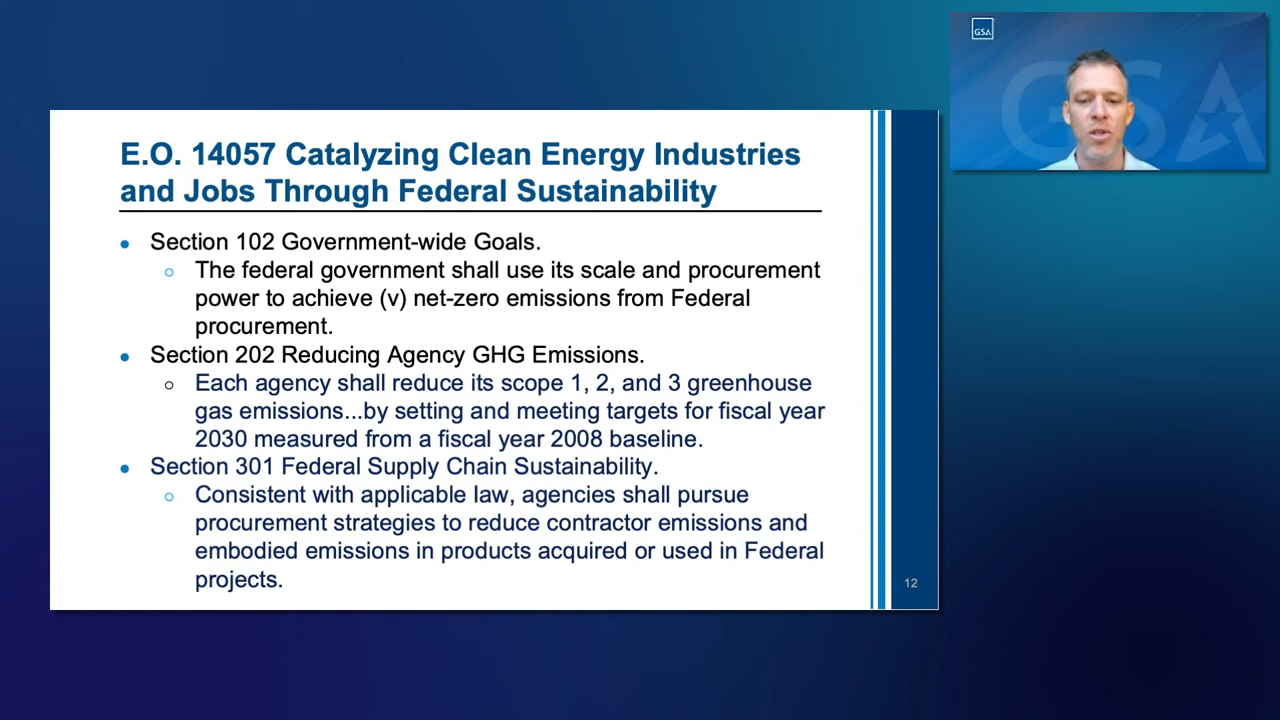 E.O. 14057 Catalyzing Clean Energy Industries
and Jobs Through Federal Sustainability
● Section 102 Government-wide Goals.
○ The federal government shall use its scale and procurement
power to achieve (v) net-zero emissions from Federal
procurement.
● Section 202 Reducing Agency GHG Emissions.
○ Each agency shall reduce its scope 1, 2, and 3 greenhouse
gas emissions...by setting and meeting targets for fiscal year
2030 measured from a fiscal year 2008 baseline.
● Section 301 Federal Supply Chain Sustainability.
○ Consistent with applicable law, agencies shall pursue
procurement strategies to reduce contractor emissions and
embodied emissions in products acquired or used in Federal
projects.
12
GSA
GSA